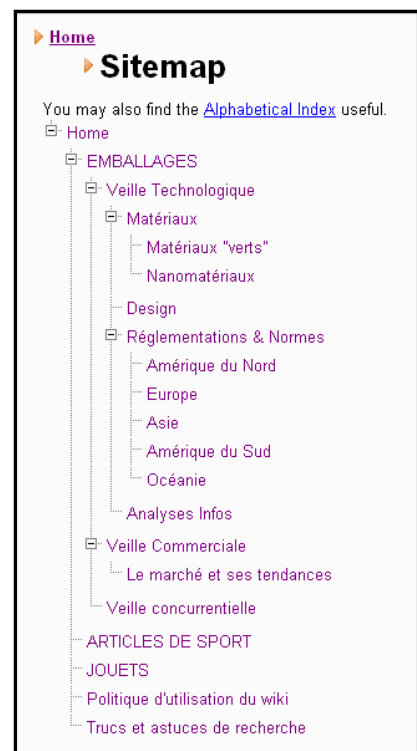 Home
Sitemap
You may also find the Alphabetical Index useful.
Home
EMBALLAGES
Veille Technologique
Matériaux
Matériaux "verts"
Nanomatériaux
Design
Réglementations & Normes
Amérique du Nord
Europe
Asie
Amérique du Sud
Océanie
Analyses Infos
Veille Commerciale
Le marché et ses tendances
Veille concurrentielle
ARTICLES DE SPORT
JOUETS
Politique d'utilisation du wiki
Trucs et astuces de recherche